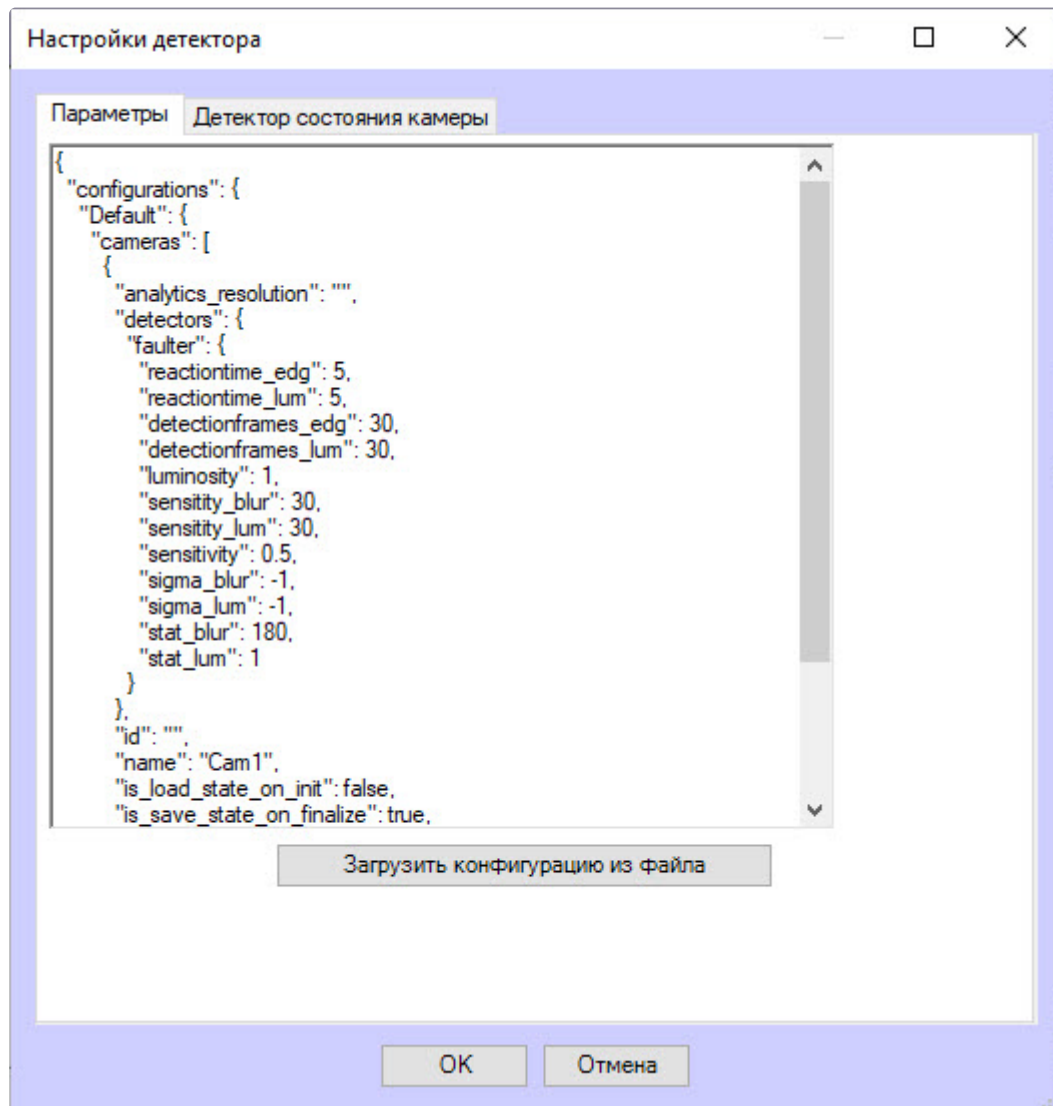 Настройки детектора
Параметры
Детектор состояния камеры
{
"configurations": {
"Default": {
"cameras": [
{
"analytics_resolution": "",
"detectors": {
"faulter": {
"reactiontime_edg": 5,
"reactiontime_lum": 5,
"detectionframes_edg": 30,
"detectionframes_lum": 30,
"luminosity": 1,
"sensitity_blur": 30,
"sensitity_lum": 30,
"sensitivity": 0.5,
"sigma_blur": -1,
"sigma_lum": -1,
"stat_blur": 180,
"stat_lum": 1
}
},
"id": "",
"name": "Cam1",
"is_load_state_on_init": false,
"is_save_state_on_finalize": true,
Загрузить конфигурацию из файла
OK
Отмена